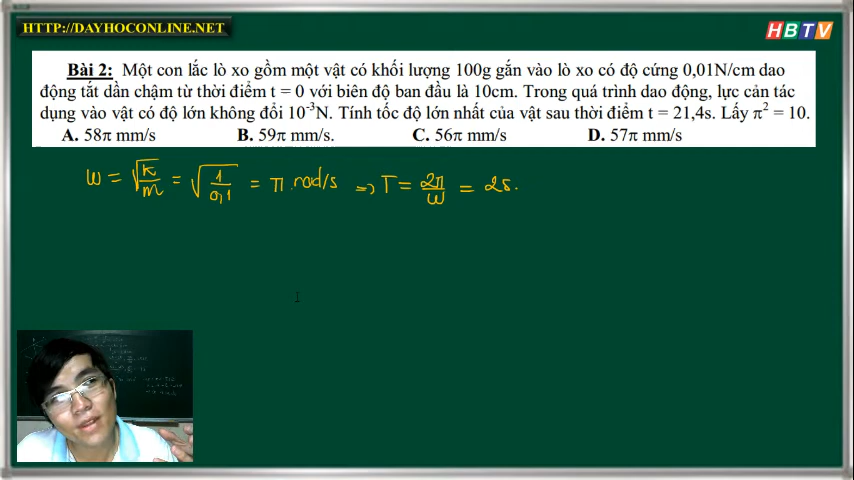 HTTP://DAYHOCONLINE.NET
HBTV
Bài 2: Một con lắc lò xo gồm một vật có khối lượng 100g gắn vào lò xo có độ cứng 0,01N/cm dao
động tắt dần chậm từ thời điểm t = 0 với biên độ ban đầu là 10cm. Trong quá trình dao động, lực cản tác
dụng vào vật có độ lớn không đổi 10⁻³N. Tính tốc độ lớn nhất của vật sau thời điểm t = 21,4s. Lấy π² = 10.
A. 58π mm/s B. 59π mm/s. C. 56π mm/s D. 57π mm/s
ω = √(k/m) = √(1/0,1) = π rad/s => T = 2π/ω = 2s.